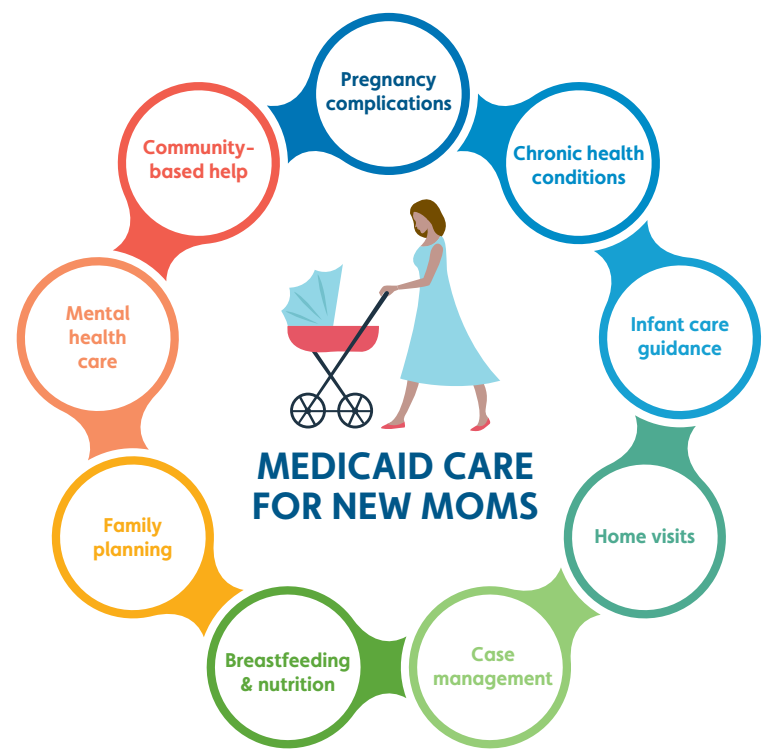 Pregnancy
complications
Chronic health
conditions
Infant care
guidance
Home visits
Case
management
Breastfeeding
& nutrition
Family
planning
Mental
health
care
Community-
based help
MEDICAID CARE
FOR NEW MOMS